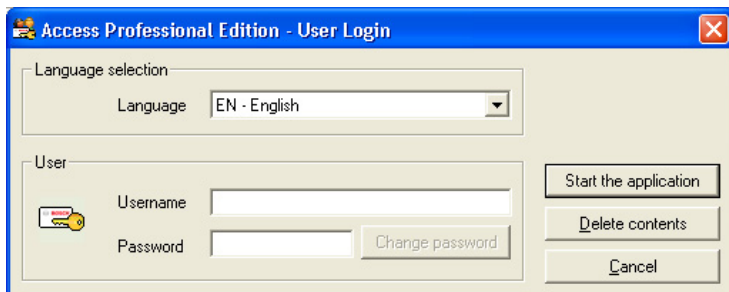 Access Professional Edition - User Login
Language selection
Language EN - English
User
Username
Password Change password
Start the application
Delete contents
Cancel
BOSCH